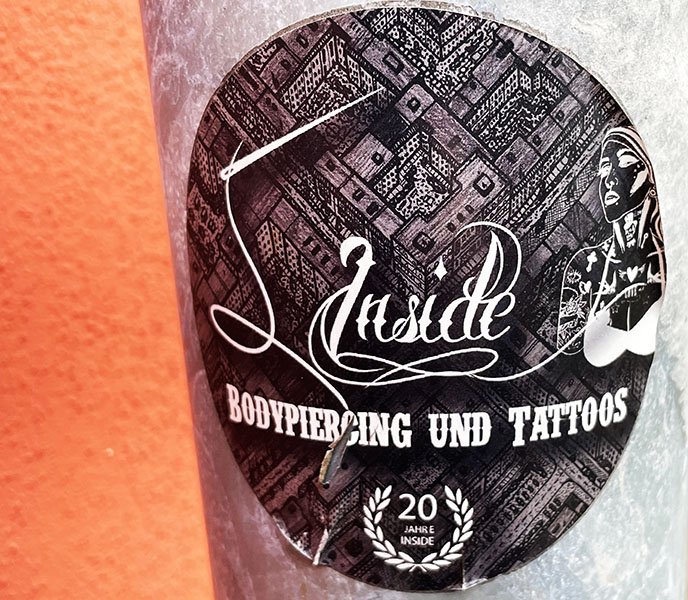 Inside
BODYPIERCING UND TATTOOS
20
JAHRE
INSIDE